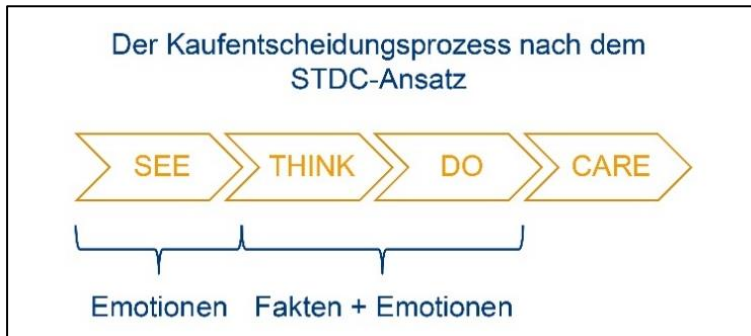 Der Kaufentscheidungsprozess nach dem
STDC-Ansatz
SEE THINK DO CARE
Emotionen Fakten + Emotionen